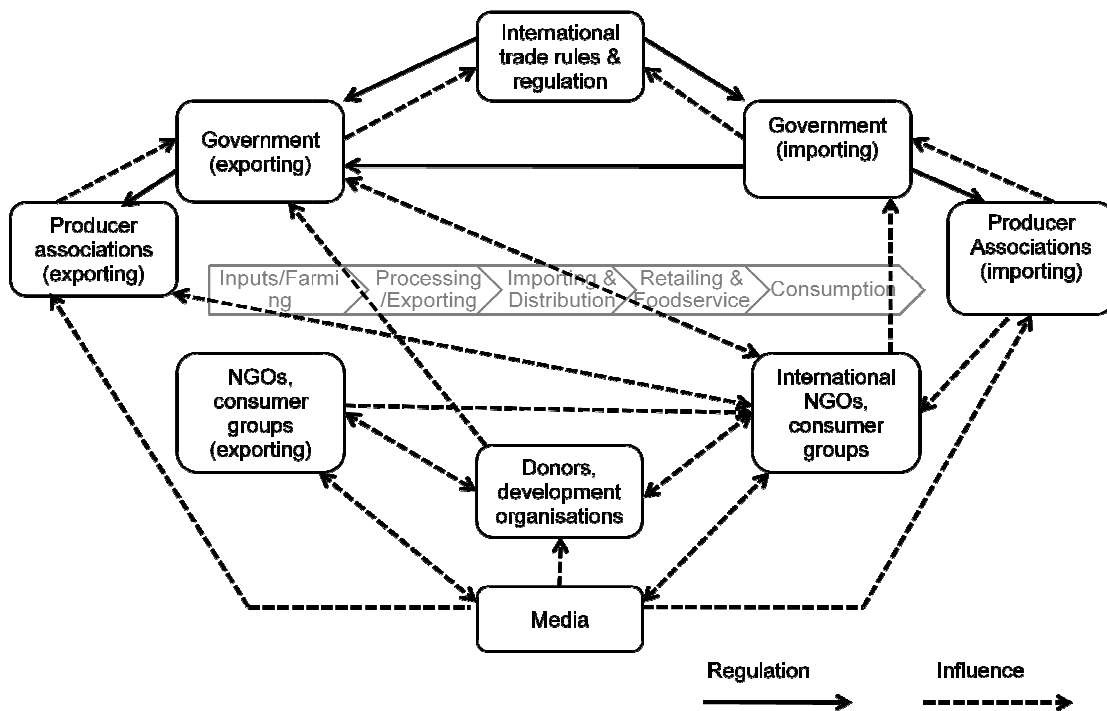 International
trade rules &
regulation
Government
(exporting)
Government
(importing)
Producer
associations
(exporting)
Producer
Associations
(importing)
Inputs/Farmi
ng
Processing
/Exporting
Importing &
Distribution
Retailing &
Foodservice
Consumption
NGOs,
consumer
groups
(exporting)
International
NGOs,
consumer
groups
Donors,
development
organisations
Media
Regulation
Influence